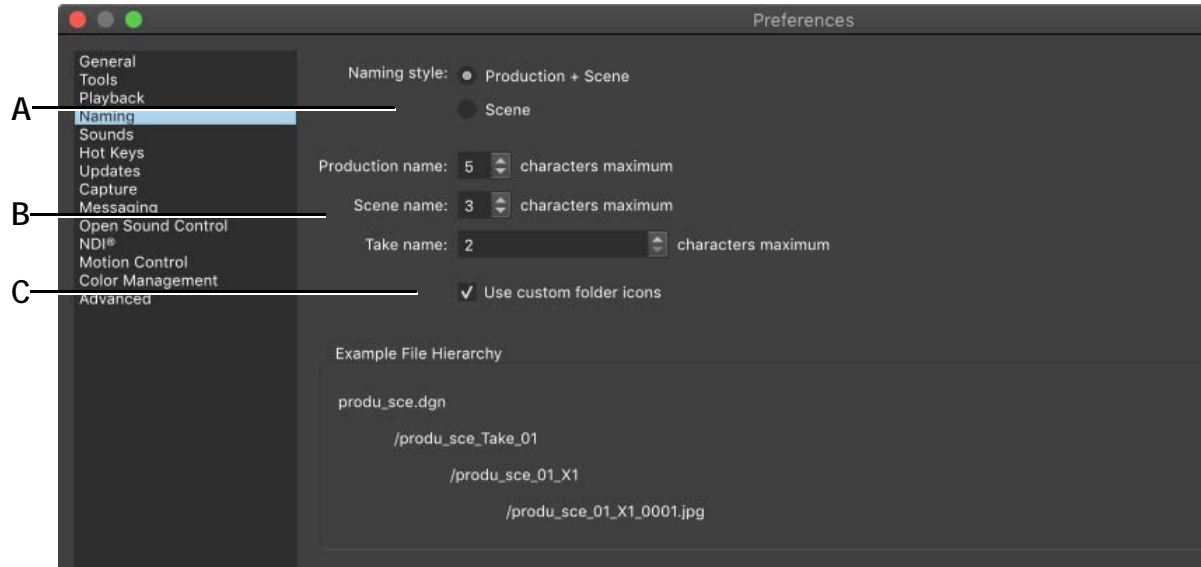 Preferences
General
Tools
Playback
Naming
Sounds
Hot Keys
Updates
Capture
Messaging
Open Sound Control
NDI®
Motion Control
Color Management
Advanced
A
B
C
Naming style: Production + Scene
Scene
Production name: 5 characters maximum
Scene name: 3 characters maximum
Take name: 2 characters maximum
Use custom folder icons
Example File Hierarchy
produ_sce.dgn
/produ_sce_Take_01
/produ_sce_01_X1
/produ_sce_01_X1_0001.jpg